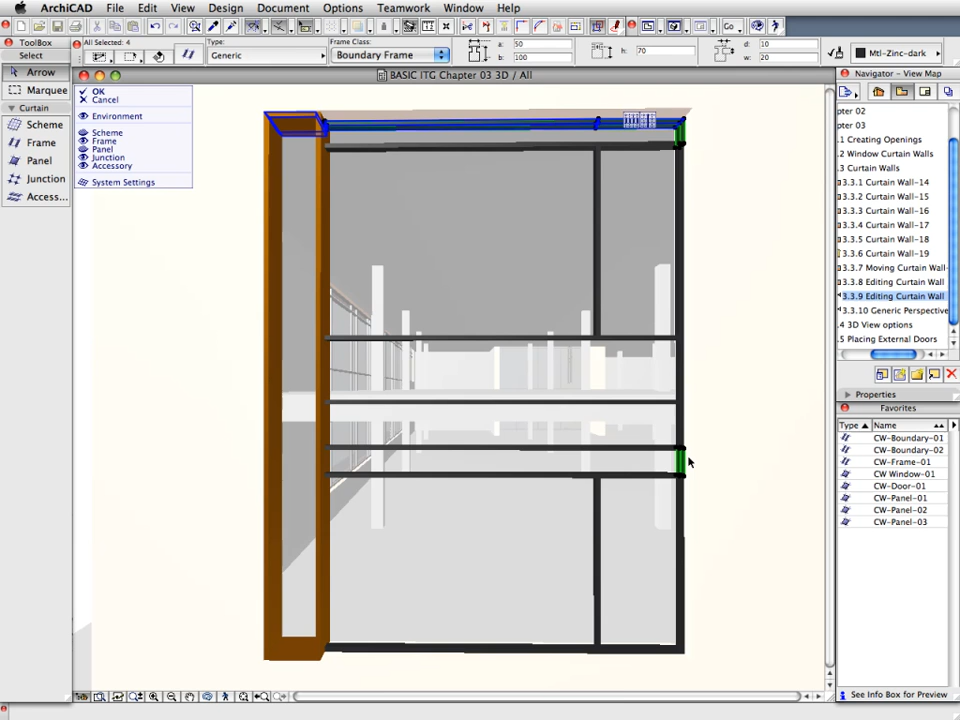 ArchiCAD File Edit View Design Document Options Teamwork Window Help
Go...
ToolBox
Select
Arrow
Marquee
Curtain
Scheme
Frame
Panel
Junction
Access...
All Selected: 4
Type:
Generic
Frame Class:
Boundary Frame
a: 50
b: 100
h: 70
d: 10
w: 20
Mtl-Zinc-dark
BASIC ITG Chapter 03 3D / All
OK
Cancel
Environment
Scheme
Frame
Panel
Junction
Accessory
System Settings
Navigator - View Map
pter 02
pter 03
.1 Creating Openings
.2 Window Curtain Walls
.3 Curtain Walls
3.3.1 Curtain Wall-14
3.3.2 Curtain Wall-15
3.3.3 Curtain Wall-16
3.3.4 Curtain Wall-17
3.3.5 Curtain Wall-18
3.3.6 Curtain Wall-19
3.3.7 Moving Curtain Wall-
3.3.8 Editing Curtain Wall
3.3.9 Editing Curtain Wall
3.3.10 Generic Perspective
.4 3D View options
.5 Placing External Doors
Properties
Favorites
Type Name
CW-Boundary-01
CW-Boundary-02
CW-Frame-01
CW Window-01
CW-Door-01
CW-Panel-01
CW-Panel-02
CW-Panel-03
See Info Box for Preview